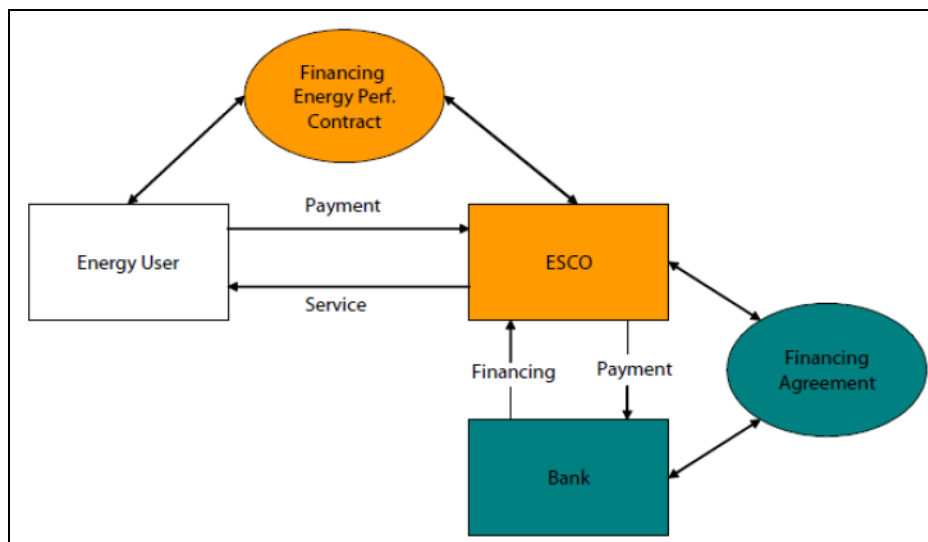 Financing
Energy Perf.
Contract
Payment
Energy User
ESCO
Service
Financing
Payment
Financing
Agreement
Bank